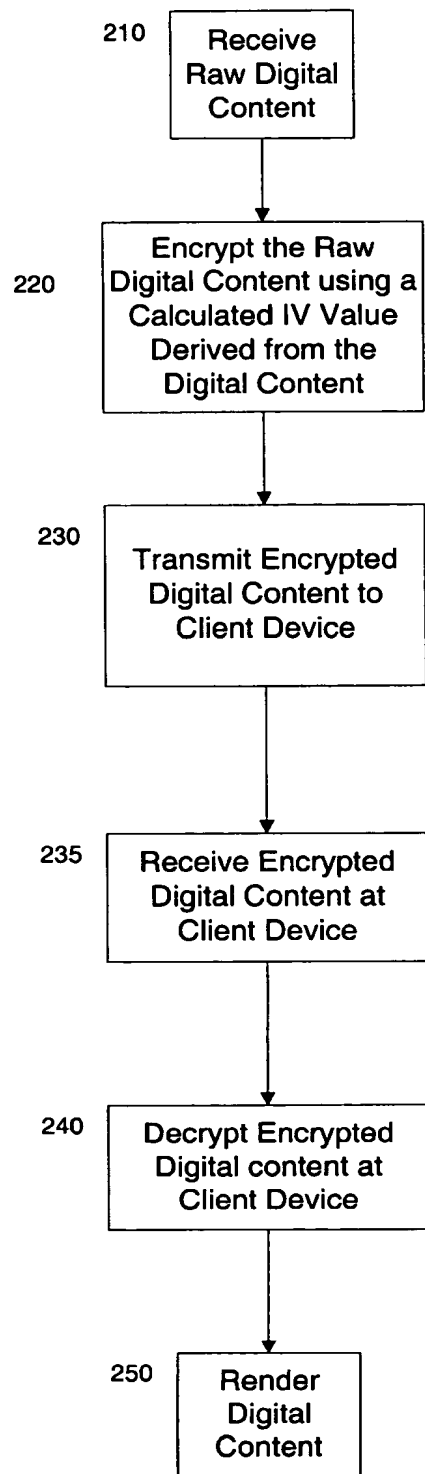 210
Receive
Raw Digital
Content
220
Encrypt the Raw
Digital Content using a
Calculated IV Value
Derived from the
Digital Content
230
Transmit Encrypted
Digital Content to
Client Device
235
Receive Encrypted
Digital Content at
Client Device
240
Decrypt Encrypted
Digital content at
Client Device
250
Render
Digital
Content